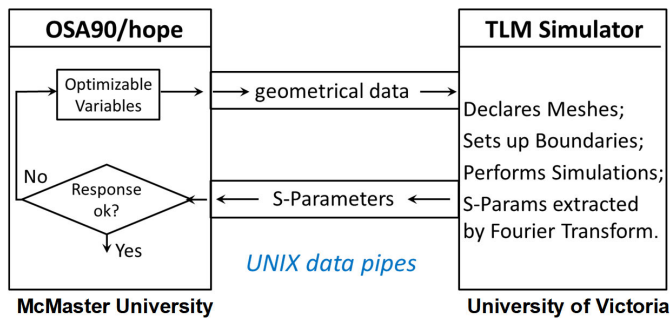 OSA90/hope
Optimizable
Variables
No
Response
ok?
Yes
geometrical data
S-Parameters
UNIX data pipes
TLM Simulator
Declares Meshes;
Sets up Boundaries;
Performs Simulations;
S-Params extracted
by Fourier Transform.
McMaster University
University of Victoria